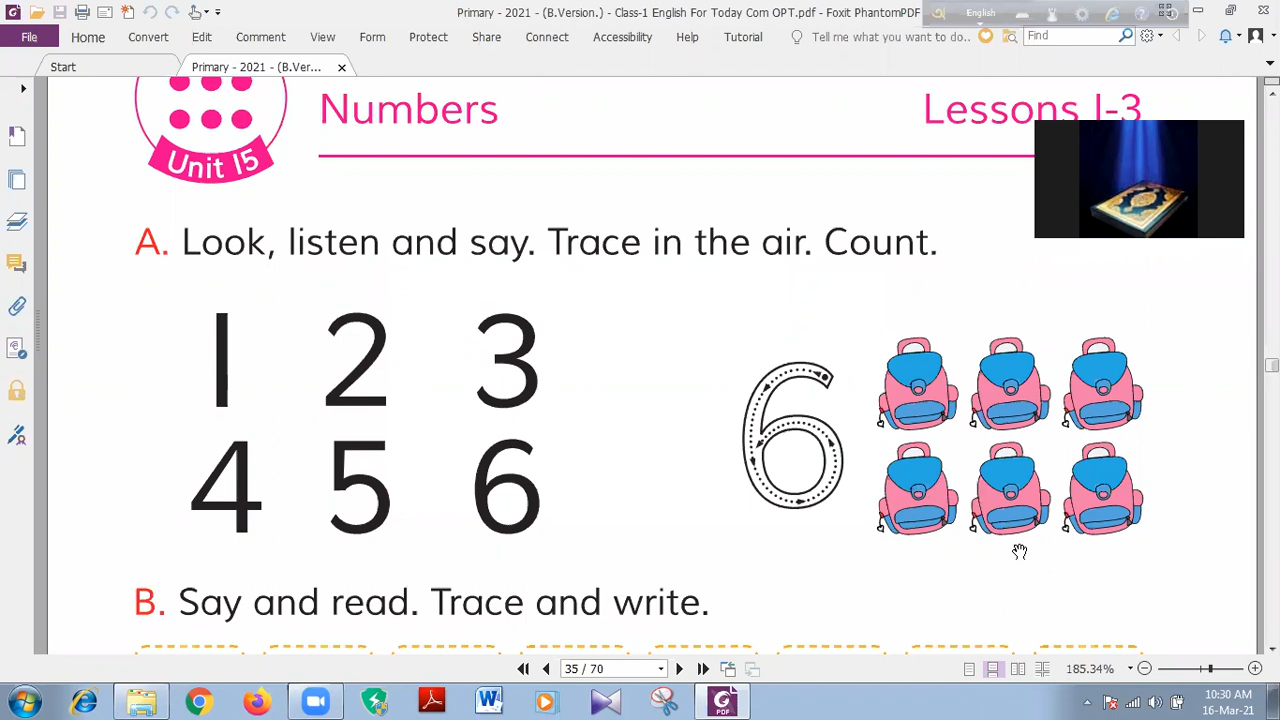 Primary - 2021 - (B.Version.) - Class-1 English For Today com OPT.pdf - Foxit PhantomPDF
English
File Home Convert Edit Comment View Form Protect Share Connect Accessibility Help Tutorial Tell me what you want to do.. Find
Start Primary - 2021 - (B.Ver...
Numbers Lessons 1-3
Unit 15
A. Look, listen and say. Trace in the air. Count.
1 2 3
6
4 5 6
B. Say and read. Trace and write.
35 / 70
185.34%
10:30 AM
16-Mar-21